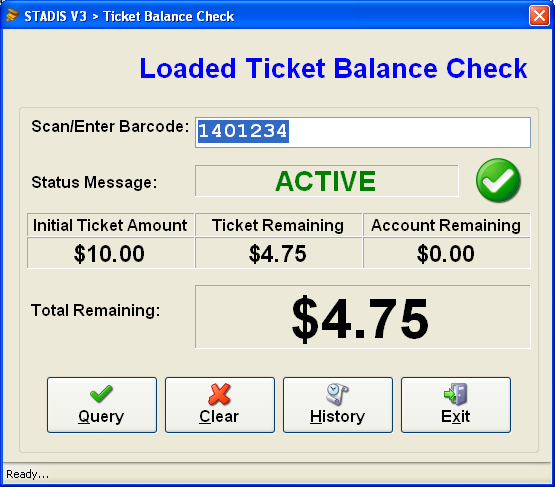 STADIS V3 > Ticket Balance Check
Loaded Ticket Balance Check
Scan/Enter Barcode: 1401234
Status Message: ACTIVE
Initial Ticket Amount Ticket Remaining Account Remaining
$10.00 $4.75 $0.00
Total Remaining: $4.75
Query Clear History Exit
Ready...